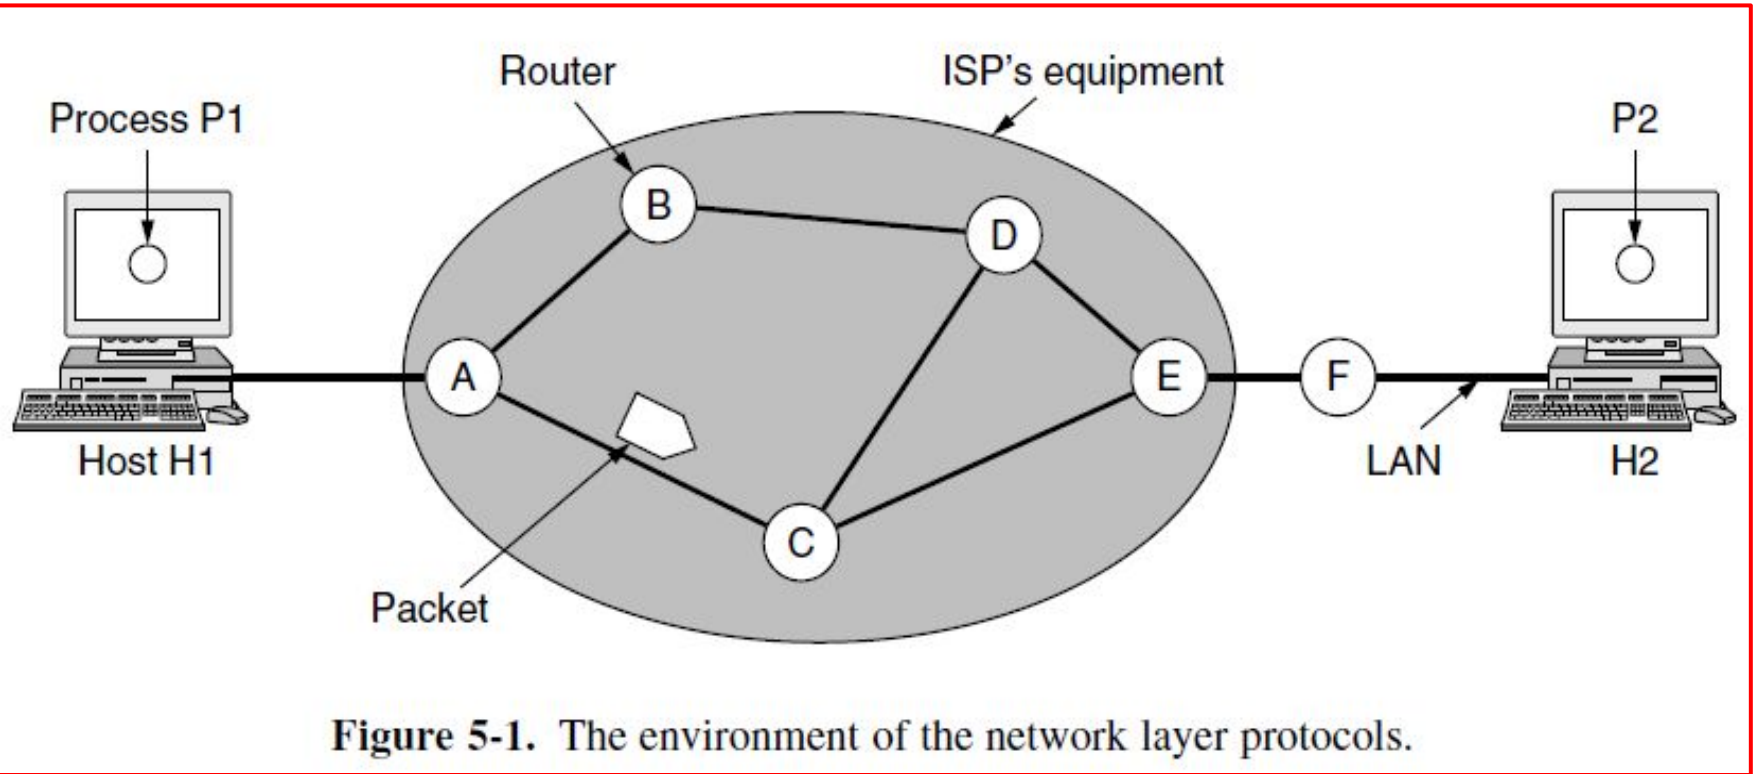 Router
ISP's equipment
Process P1
P2
B
D
A
E
F
LAN
Host H1
H2
C
Packet
Figure 5-1. The environment of the network layer protocols.